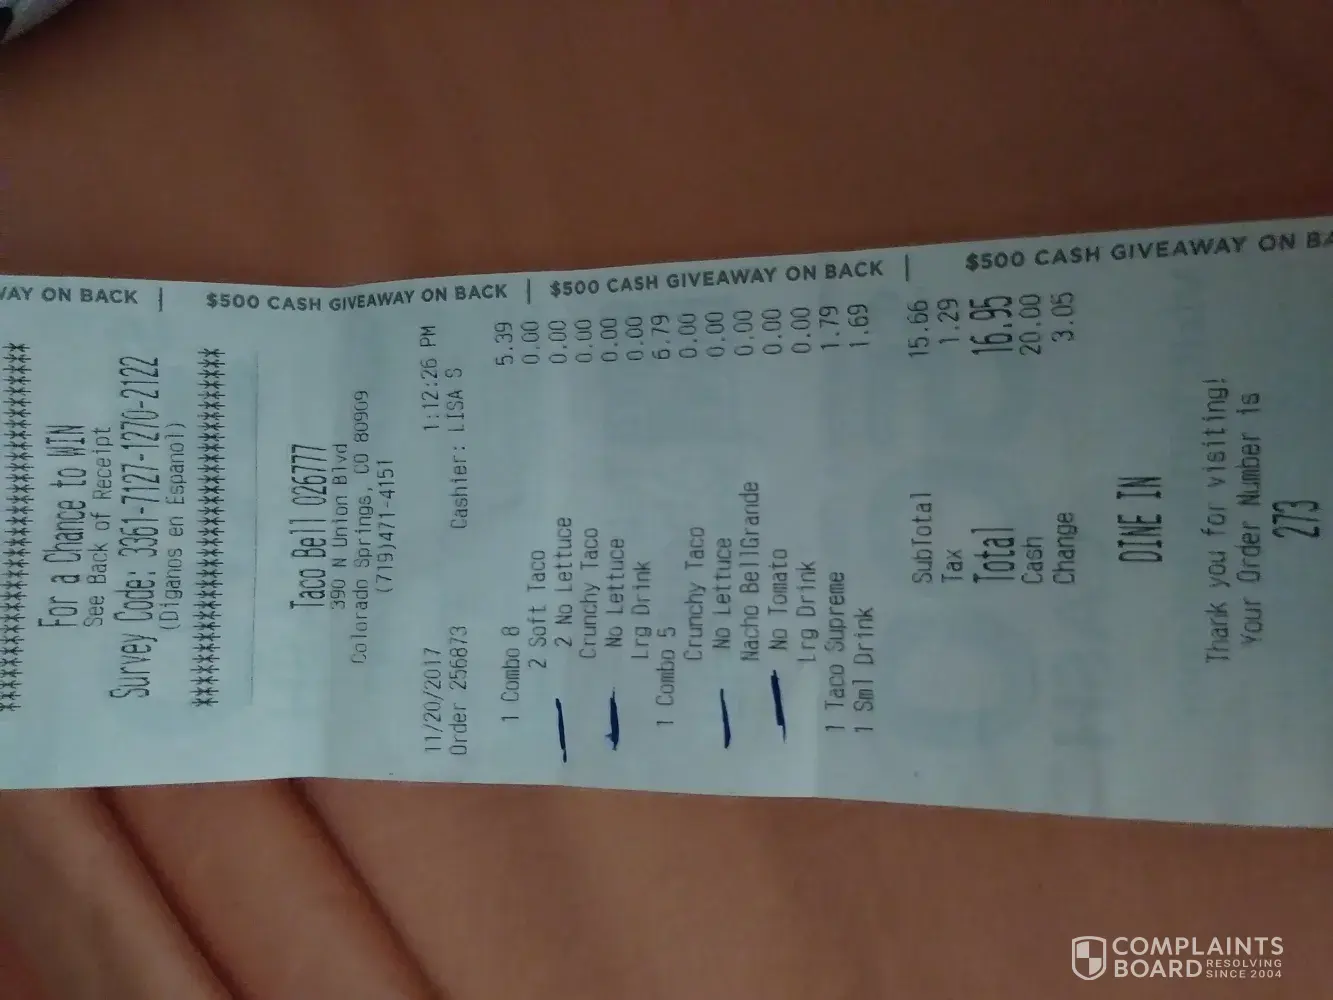 WAY ON BACK | $500 CASH GIVEAWAY ON BACK | $500 CASH GIVEAWAY ON BACK | $500 CASH GIVEAWAY ON BA
****************************************
For a Chance to WIN
See Back of Receipt
Survey Code: 3361-7127-1270-2122
(Diganos en Espanol)
****************************************
Taco Bell 026777
390 N Union Blvd
Colorado Springs, CO 80909
(719)471-4151
11/20/2017 1:12:26 PM
Order 256873 Cashier: LISA S
1 Combo 8 5.39
2 Soft Taco 0.00
2 No Lettuce 0.00
Crunchy Taco 0.00
No Lettuce 0.00
Lrg Drink 0.00
1 Combo 5 6.79
Crunchy Taco 0.00
No Lettuce 0.00
Nacho BellGrande 0.00
No Tomato 0.00
Lrg Drink 0.00
1 Taco Supreme 1.79
1 Sml Drink 1.69
SubTotal 15.66
Tax 1.29
Total 16.95
Cash 20.00
Change 3.05
DINE IN
Thank you for visiting!
Your Order Number is
273
COMPLAINTS
BOARD RESOLVING
SINCE 2004